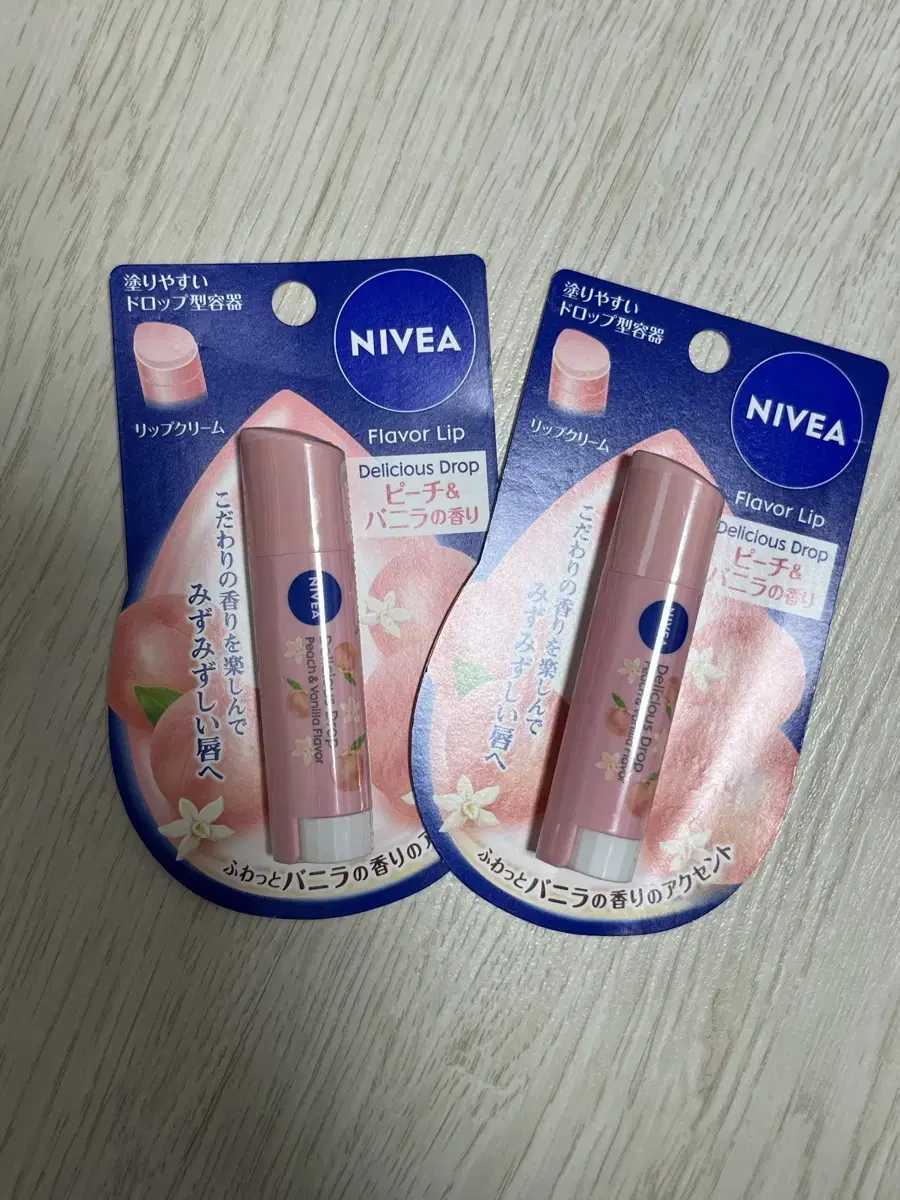 塗りやすい
ドロップ型容器
リップクリーム
NIVEA
Flavor Lip
Delicious Drop
ピーチ&
バニラの香り
こだわりの香りを楽しんで
みずみずしい唇へ
NIVEA
Delicious Drop
Peach & Vanilla Flavor
ふわっとバニラの香りの
塗りやすい
ドロップ型容器
リップクリーム
NIVEA
Flavor Lip
Delicious Drop
ピーチ&
バニラの香り
こだわりの香りを楽しんで
みずみずしい唇へ
NIVEA
Delicious Drop
Peach & Vanilla Flavor
ふわっとバニラの香りのアクセント